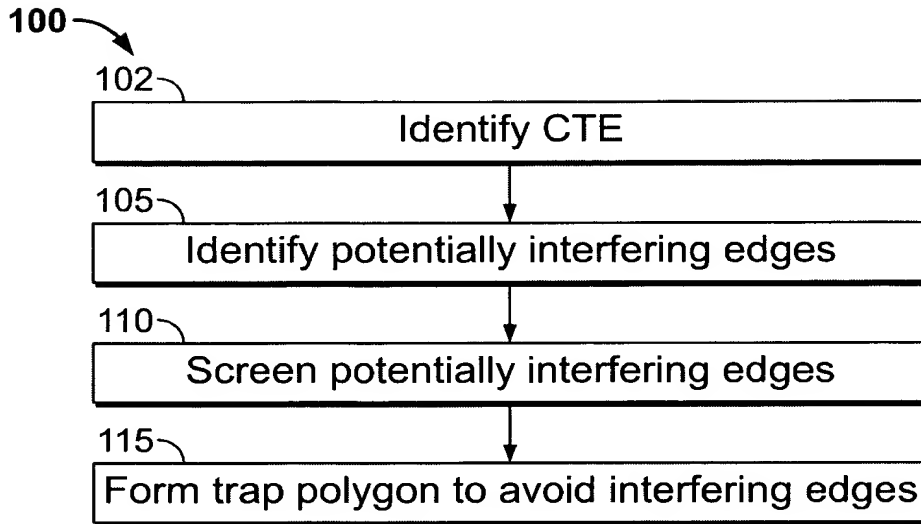 100
102
Identify CTE
105
Identify potentially interfering edges
110
Screen potentially interfering edges
115
Form trap polygon to avoid interfering edges